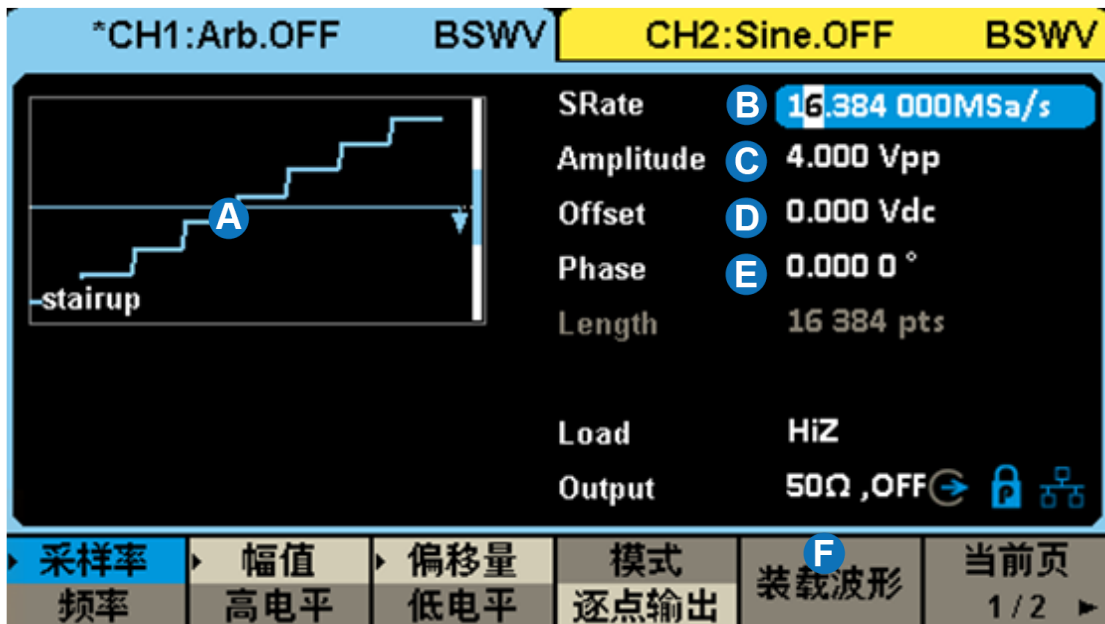 *CH1:Arb.OFF BSWV CH2:Sine.OFF BSWV
A
-stairup
SRate B 16.384 000MSa/s
Amplitude C 4.000 Vpp
Offset D 0.000 Vdc
Phase E 0.000 0 °
Length 16 384 pts
Load HiZ
Output 50Ω ,OFF P
采样率 幅值 偏移量 模式 F 装载波形 当前页
频率 高电平 低电平 逐点输出 1/2